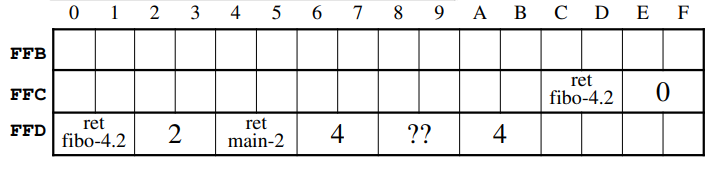 0 1 2 3 4 5 6 7 8 9 A B C D E F
FFB
FFC ret fibo-4.2 0
FFD ret fibo-4.2 2 ret main-2 4 ?? 4